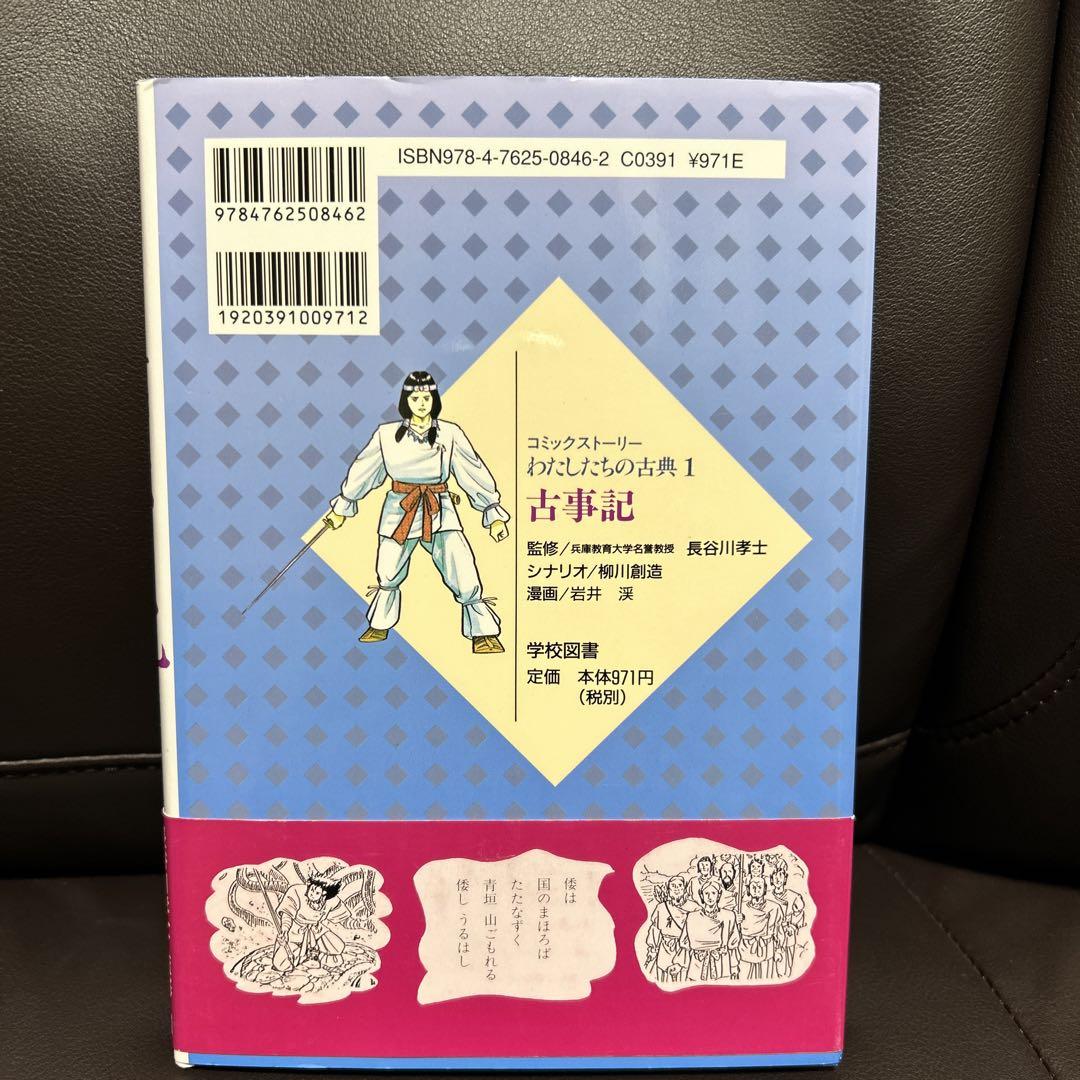 ISBN978-4-7625-0846-2 C0391 ¥971E
9784762508462
1920391009712
コミックストーリー
わたしたちの古典1
古事記
監修/兵庫教育大学名誉教授 長谷川孝士
シナリオ/柳川創造
漫画/岩井 渓
学校図書
定価 本体971円
(税別)
倭は
国のまほろば
たたなずく
青垣 山ごもれる
倭し うるはし